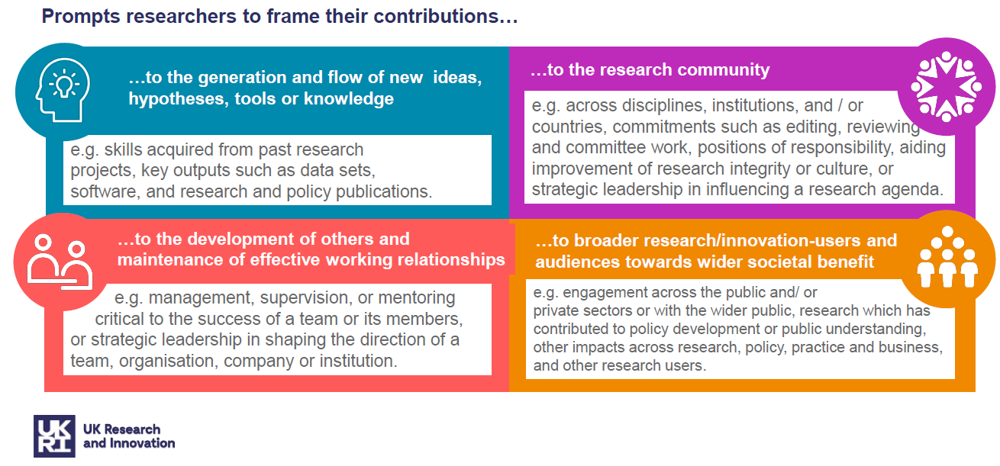 Prompts researchers to frame their contributions…
…to the generation and flow of new ideas,
hypotheses, tools or knowledge
e.g. skills acquired from past research
projects, key outputs such as data sets,
software, and research and policy publications.
…to the research community
e.g. across disciplines, institutions, and / or
countries, commitments such as editing, reviewing
and committee work, positions of responsibility, aiding
improvement of research integrity or culture, or
strategic leadership in influencing a research agenda.
…to the development of others and
maintenance of effective working relationships
e.g. management, supervision, or mentoring
critical to the success of a team or its members,
or strategic leadership in shaping the direction of a
team, organisation, company or institution.
…to broader research/innovation-users and
audiences towards wider societal benefit
e.g. engagement across the public and/ or
private sectors or with the wider public, research which has
contributed to policy development or public understanding,
other impacts across research, policy, practice and business,
and other research users.
UK
RI
UK Research
and Innovation